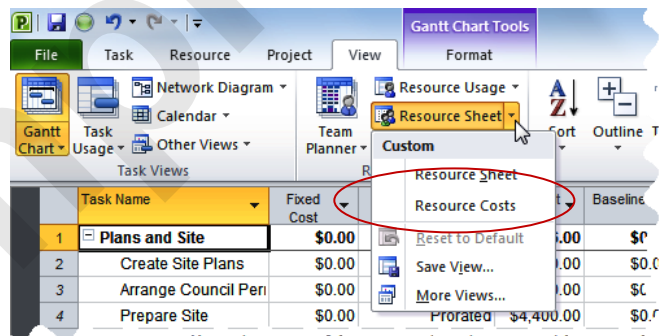 Gantt Chart Tools
File Task Resource Project View Format
Gantt Chart
Task Usage
Network Diagram
Calendar
Other Views
Task Views
Team Planner
Resource Usage
Resource Sheet
R
Sort
Outline
T
Custom
Resource Sheet
Resource Costs
Reset to Default
Save View...
More Views...
Task Name Fixed Cost Baseline
1 Plans and Site $0.00
2 Create Site Plans $0.00
3 Arrange Council Per $0.00
4 Prepare Site $0.00 Prorated $4,400.00